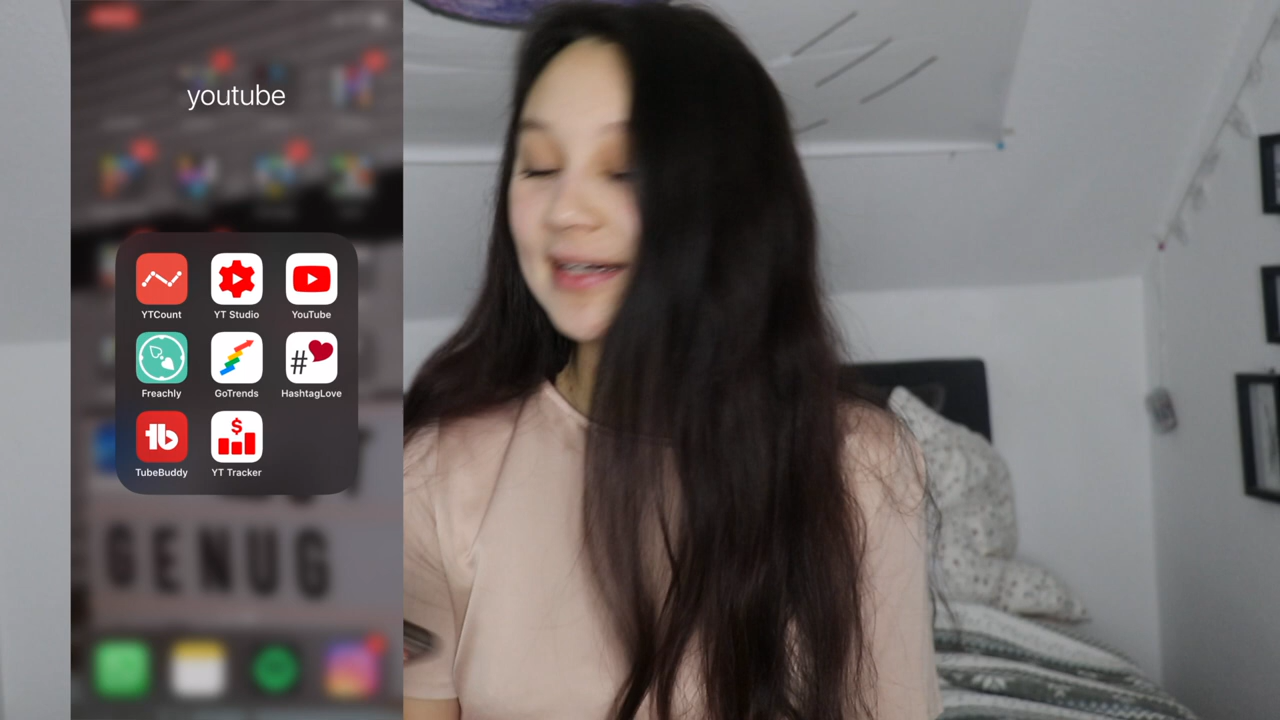 youtube
YTCount YT Studio YouTube
Freachly GoTrends HashtagLove
TubeBuddy YT Tracker
GENUG